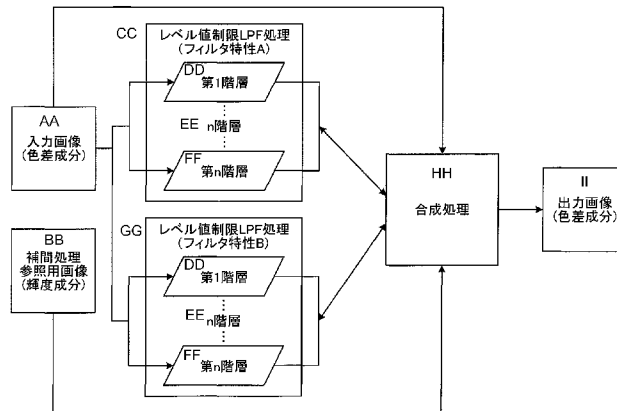 CC
レベル値制限LPF処理
(フィルタ特性A)
DD
第1階層
EE n階層
FF
第n階層
AA
入力画像
(色差成分)
BB
補間処理
参照用画像
(輝度成分)
GG
レベル値制限LPF処理
(フィルタ特性B)
DD
第1階層
EE n階層
FF
第n階層
HH
合成処理
II
出力画像
(色差成分)